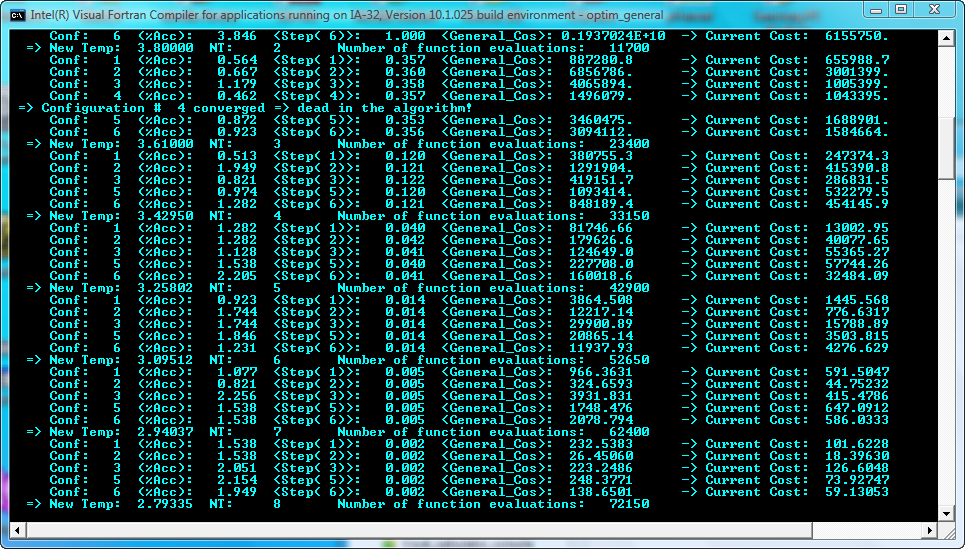 Intel(R) Visual Fortran Compiler for applications running on IA-32, Version 10.1.025 build environment - optim_general
Conf: 6 (%Acc): 3.846 <Step( 6)>: 1.000 <General_Cos>: 0.1937024E+10 -> Current Cost: 6155750.
=> New Temp: 3.80000 NT: 2 Number of function evaluations: 11700
Conf: 1 (%Acc): 0.564 <Step( 1)>: 0.357 <General_Cos>: 887280.8 -> Current Cost: 655988.7
Conf: 2 (%Acc): 0.667 <Step( 2)>: 0.360 <General_Cos>: 6856786. -> Current Cost: 3001399.
Conf: 3 (%Acc): 1.179 <Step( 3)>: 0.358 <General_Cos>: 4065894. -> Current Cost: 1005399.
Conf: 4 (%Acc): 0.462 <Step( 4)>: 0.357 <General_Cos>: 1496079. -> Current Cost: 1043395.
=> Configuration # 4 converged => dead in the algorithm!
Conf: 5 (%Acc): 0.872 <Step( 5)>: 0.353 <General_Cos>: 3460475. -> Current Cost: 1688901.
Conf: 6 (%Acc): 0.923 <Step( 6)>: 0.356 <General_Cos>: 3094112. -> Current Cost: 1584664.
=> New Temp: 3.61000 NT: 3 Number of function evaluations: 23400
Conf: 1 (%Acc): 0.513 <Step( 1)>: 0.120 <General_Cos>: 380755.3 -> Current Cost: 247374.3
Conf: 2 (%Acc): 1.949 <Step( 2)>: 0.121 <General_Cos>: 1271904. -> Current Cost: 415390.8
Conf: 3 (%Acc): 0.821 <Step( 3)>: 0.122 <General_Cos>: 419151.7 -> Current Cost: 286831.5
Conf: 5 (%Acc): 0.974 <Step( 5)>: 0.120 <General_Cos>: 1093414. -> Current Cost: 532279.5
Conf: 6 (%Acc): 1.282 <Step( 6)>: 0.121 <General_Cos>: 848189.4 -> Current Cost: 454145.9
=> New Temp: 3.42950 NT: 4 Number of function evaluations: 33150
Conf: 1 (%Acc): 1.282 <Step( 1)>: 0.040 <General_Cos>: 81746.66 -> Current Cost: 13002.95
Conf: 2 (%Acc): 1.282 <Step( 2)>: 0.042 <General_Cos>: 179626.6 -> Current Cost: 40077.65
Conf: 3 (%Acc): 1.128 <Step( 3)>: 0.041 <General_Cos>: 124649.0 -> Current Cost: 55365.27
Conf: 5 (%Acc): 1.538 <Step( 5)>: 0.040 <General_Cos>: 227708.0 -> Current Cost: 57744.26
Conf: 6 (%Acc): 2.205 <Step( 6)>: 0.041 <General_Cos>: 160018.6 -> Current Cost: 32484.09
=> New Temp: 3.25802 NT: 5 Number of function evaluations: 42900
Conf: 1 (%Acc): 0.923 <Step( 1)>: 0.014 <General_Cos>: 3864.508 -> Current Cost: 1445.568
Conf: 2 (%Acc): 1.744 <Step( 2)>: 0.014 <General_Cos>: 12217.14 -> Current Cost: 776.6317
Conf: 3 (%Acc): 1.744 <Step( 3)>: 0.014 <General_Cos>: 29900.89 -> Current Cost: 15788.89
Conf: 5 (%Acc): 1.846 <Step( 5)>: 0.014 <General_Cos>: 20865.14 -> Current Cost: 3503.815
Conf: 6 (%Acc): 1.231 <Step( 6)>: 0.014 <General_Cos>: 11937.93 -> Current Cost: 4276.629
=> New Temp: 3.09512 NT: 6 Number of function evaluations: 52650
Conf: 1 (%Acc): 1.077 <Step( 1)>: 0.005 <General_Cos>: 966.3631 -> Current Cost: 591.5047
Conf: 2 (%Acc): 0.821 <Step( 2)>: 0.005 <General_Cos>: 324.6593 -> Current Cost: 44.75232
Conf: 3 (%Acc): 2.256 <Step( 3)>: 0.005 <General_Cos>: 3931.831 -> Current Cost: 415.4786
Conf: 5 (%Acc): 1.538 <Step( 5)>: 0.005 <General_Cos>: 1748.476 -> Current Cost: 647.0912
Conf: 6 (%Acc): 1.538 <Step( 6)>: 0.005 <General_Cos>: 2078.794 -> Current Cost: 586.0333
=> New Temp: 2.94037 NT: 7 Number of function evaluations: 62400
Conf: 1 (%Acc): 1.538 <Step( 1)>: 0.002 <General_Cos>: 232.5383 -> Current Cost: 101.6228
Conf: 2 (%Acc): 1.538 <Step( 2)>: 0.002 <General_Cos>: 26.45060 -> Current Cost: 18.39630
Conf: 3 (%Acc): 2.051 <Step( 3)>: 0.002 <General_Cos>: 223.2486 -> Current Cost: 126.6048
Conf: 5 (%Acc): 2.154 <Step( 5)>: 0.002 <General_Cos>: 248.3771 -> Current Cost: 73.92747
Conf: 6 (%Acc): 1.949 <Step( 6)>: 0.002 <General_Cos>: 138.6501 -> Current Cost: 59.13053
=> New Temp: 2.79335 NT: 8 Number of function evaluations: 72150